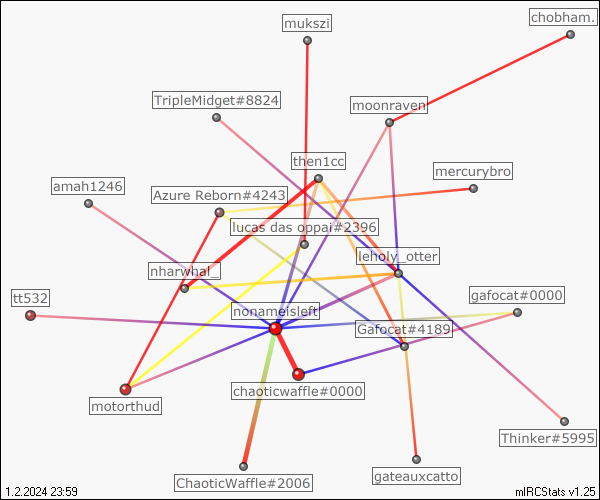 chobham.
mukszi
TripleMidget#8824
moonraven
then1cc
mercurybro
amah1246
Azure Reborn#4243
lucas das oppai#2396
leholy_otter
nharwhal_
tt532
gafocat#0000
nonameisleft
Gafocat#4189
chaoticwaffle#0000
motorthud
Thinker#5995
ChaoticWaffle#2006
gateauxcatto
1.2.2024 23:59
mIRCStats v1.25